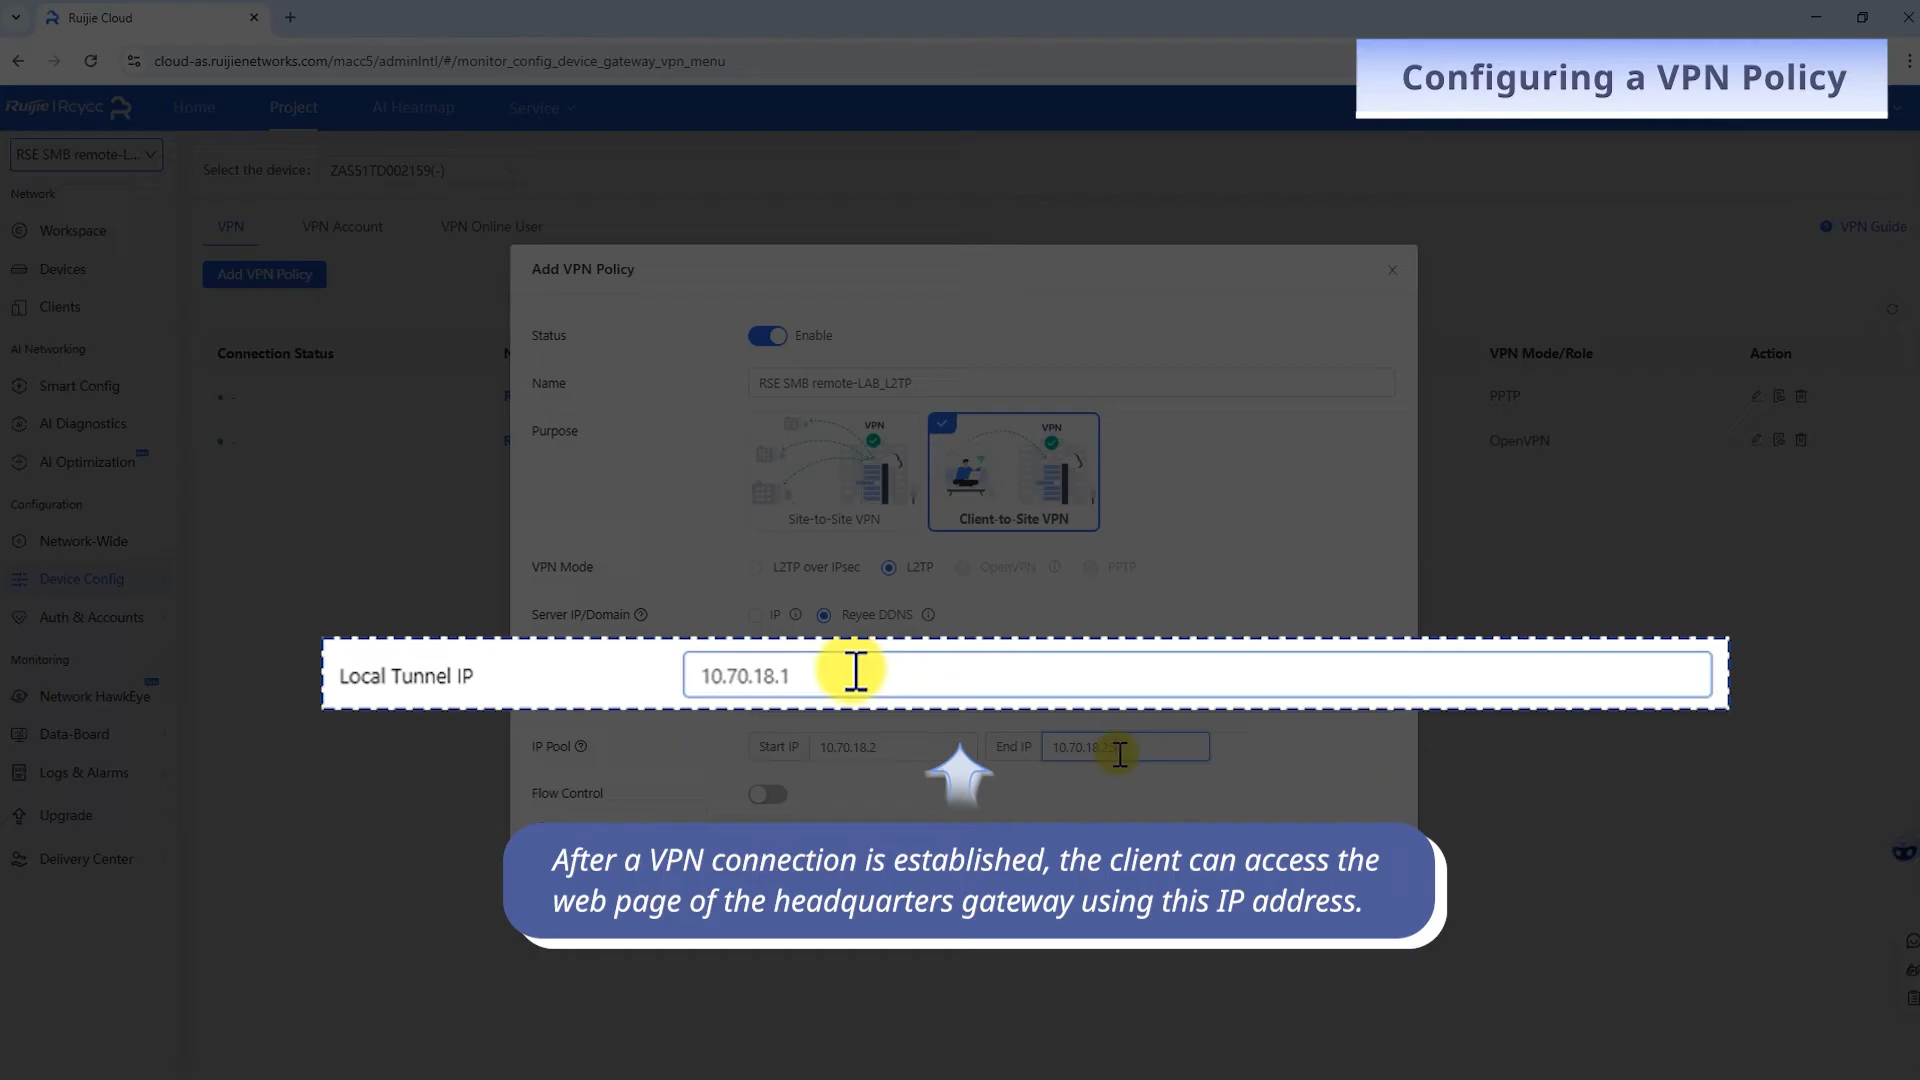 Ruijie Cloud
cloud-as.ruijienetworks.com/macc5/adminIntl/#/monitor_config_device_gateway_vpn_menu
Configuring a VPN Policy
Ruijie | Reyee
Home
Project
AI Heatmap
Service
RSE SMB remote-L...
Select the device:
ZAS51TD002159(-)
Network
Workspace
Devices
Clients
AI Networking
Smart Config
AI Diagnostics
AI Optimization
Configuration
Network-Wide
Device Config
Auth & Accounts
Monitoring
Network HawkEye
Data-Board
Logs & Alarms
Upgrade
Delivery Center
VPN
VPN Account
VPN Online User
VPN Guide
Add VPN Policy
Connection Status
VPN Mode/Role
Action
PPTP
OpenVPN
Add VPN Policy
Status
Enable
Name
RSE SMB remote-LAB_L2TP
Purpose
VPN
Site-to-Site VPN
VPN
Client-to-Site VPN
VPN Mode
L2TP over IPsec
L2TP
OpenVPN
PPTP
Server IP/Domain
IP
Reyee DDNS
Local Tunnel IP
10.70.18.1
IP Pool
Start IP
10.70.18.2
End IP
Flow Control
After a VPN connection is established, the client can access the
web page of the headquarters gateway using this IP address.